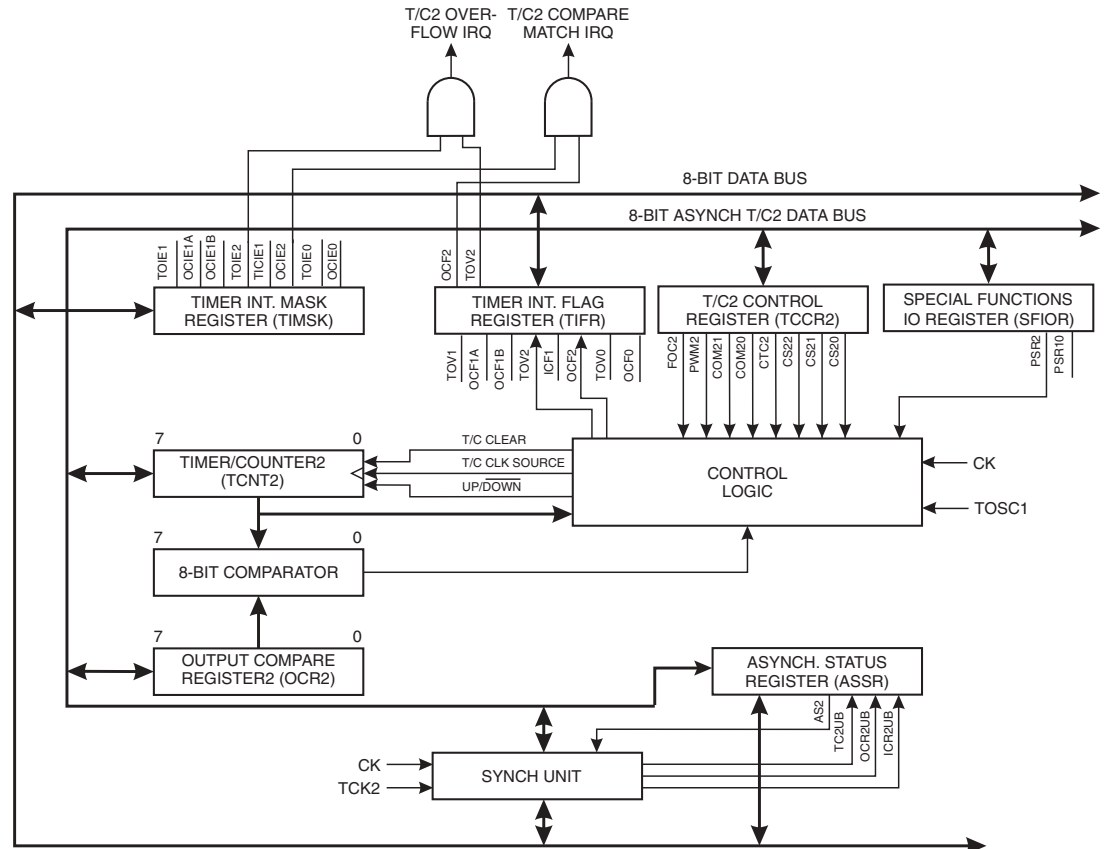 T/C2 OVER-
FLOW IRQ
T/C2 COMPARE
MATCH IRQ
8-BIT DATA BUS
8-BIT ASYNCH T/C2 DATA BUS
TOIE1
OCIE1A
OCIE1B
TOIE2
TICIE1
OCIE2
TOIE0
OCIE0
OCF2
TOV2
TIMER INT. MASK
REGISTER (TIMSK)
TIMER INT. FLAG
REGISTER (TIFR)
T/C2 CONTROL
REGISTER (TCCR2)
SPECIAL FUNCTIONS
IO REGISTER (SFIOR)
TOV1
OCF1A
OCF1B
TOV2
ICF1
OCF2
TOV0
OCF0
FOC2
PWM2
COM21
COM20
CTC2
CS22
CS21
CS20
PSR2
PSR10
7 0
TIMER/COUNTER2
(TCNT2)
T/C CLEAR
T/C CLK SOURCE
UP/DOWN
CONTROL
LOGIC
CK
TOSC1
7 0
8-BIT COMPARATOR
7 0
OUTPUT COMPARE
REGISTER2 (OCR2)
ASYNCH. STATUS
REGISTER (ASSR)
AS2
TC2UB
OCR2UB
ICR2UB
CK
TCK2
SYNCH UNIT